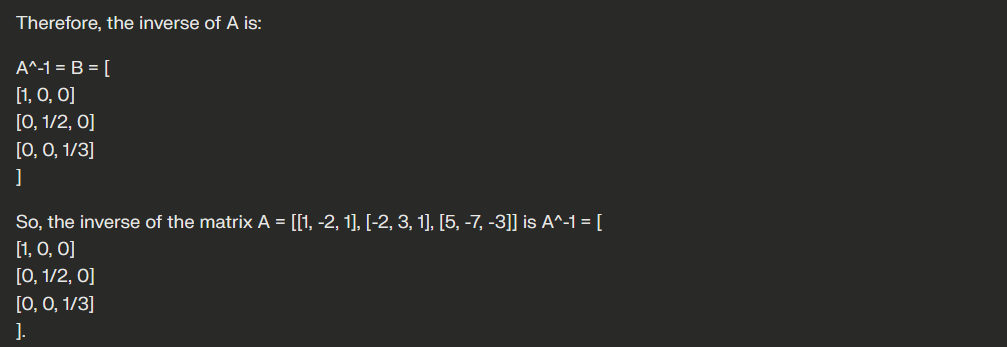 Therefore, the inverse of A is:
A^-1 = B = [
[1, 0, 0]
[0, 1/2, 0]
[0, 0, 1/3]
]
So, the inverse of the matrix A = [[1, -2, 1], [-2, 3, 1], [5, -7, -3]] is A^-1 = [
[1, 0, 0]
[0, 1/2, 0]
[0, 0, 1/3]
].